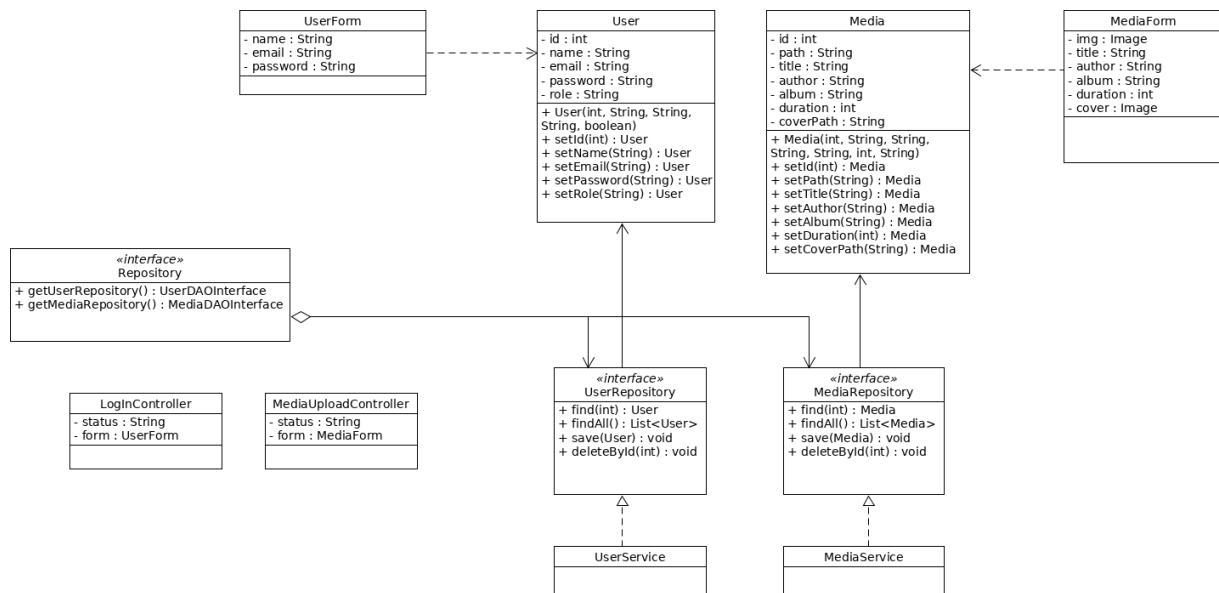 UserForm
- name : String
- email : String
- password : String
User
- id : int
- name : String
- email : String
- password : String
- role : String
+ User(int, String, String,
String, boolean)
+ setId(int) : User
+ setName(String) : User
+ setEmail(String) : User
+ setPassword(String) : User
+ setRole(String) : User
Media
- id : int
- path : String
- title : String
- author : String
- album : String
- duration : int
- coverPath : String
+ Media(int, String, String,
String, String, int, String)
+ setId(int) : Media
+ setPath(String) : Media
+ setTitle(String) : Media
+ setAuthor(String) : Media
+ setAlbum(String) : Media
+ setDuration(int) : Media
+ setCoverPath(String) : Media
MediaForm
- img : Image
- title : String
- author : String
- album : String
- duration : int
- cover : Image
«interface»
Repository
+ getUserRepository() : UserDAOInterface
+ getMediaRepository() : MediaDAOInterface
LogInController
- status : String
- form : UserForm
MediaUploadController
- status : String
- form : MediaForm
«interface»
UserRepository
+ find(int) : User
+ findAll() : List<User>
+ save(User) : void
+ deleteById(int) : void
«interface»
MediaRepository
+ find(int) : Media
+ findAll() : List<Media>
+ save(Media) : void
+ deleteById(int) : void
UserService
MediaService